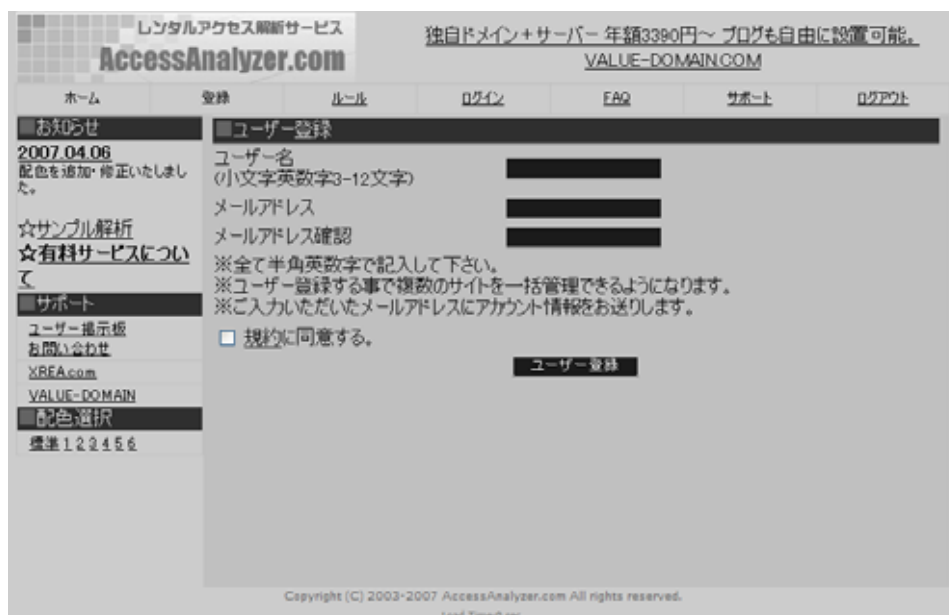 レンタルアクセス解析サービス
AccessAnalyzer.com
独自ドメイン+サーバー 年額3390円～ ブログも自由に設置可能。
VALUE-DOMAIN.COM
ホーム 登録 ルール ログイン FAQ サポート ログアウト
■お知らせ
2007.04.06
配色を追加・修正いたしまし
た。
☆サンプル解析
☆有料サービスについ
て
■サポート
ユーザー掲示板
お問い合わせ
XREA.com
VALUE-DOMAIN
■配色選択
標準 1 2 3 4 5 6
■ユーザー登録
ユーザー名
(小文字英数字3-12文字)
メールアドレス
メールアドレス確認
※全て半角英数字で記入して下さい。
※ユーザー登録する事で複数のサイトを一括管理できるようになります。
※ご入力いただいたメールアドレスにアカウント情報をお送りします。
規約に同意する。
ユーザー登録
Copyright (C) 2003-2007 AccessAnalyzer.com All rights reserved.